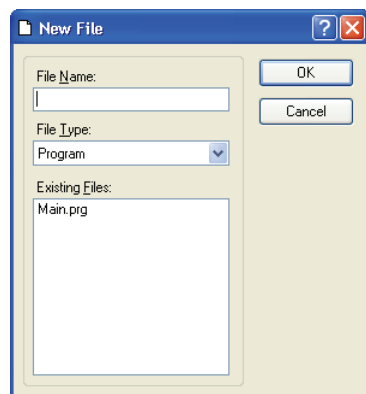 New File
File Name:
OK
Cancel
File Type:
Program
Existing Files:
Main.prg